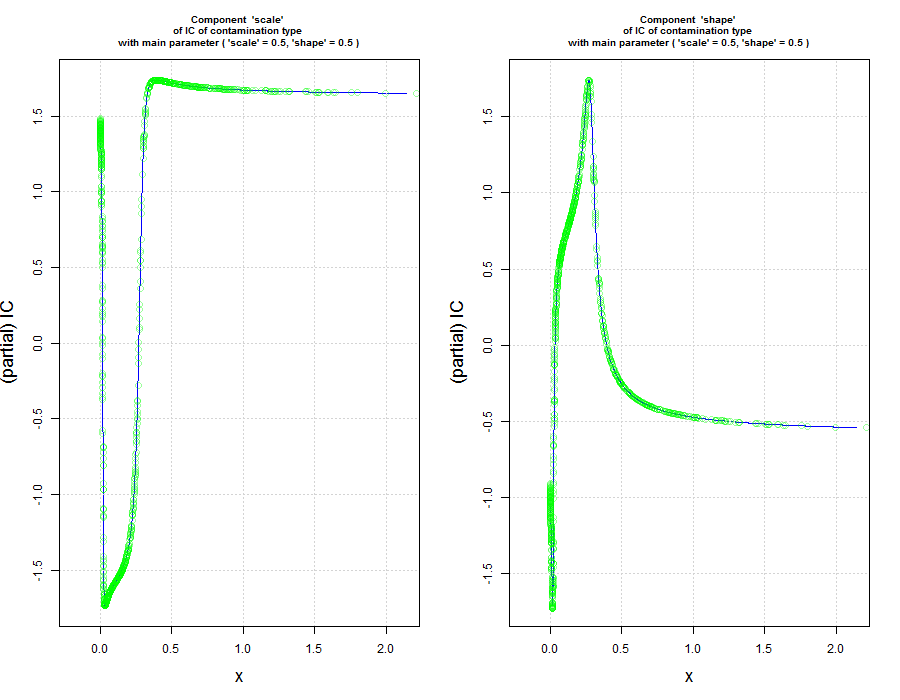 Component 'scale'
of IC of contamination type
with main parameter ( 'scale' = 0.5, 'shape' = 0.5 )
(partial) IC
1.5
1.0
0.5
0.0
-0.5
-1.0
-1.5
0.0 0.5 1.0 1.5 2.0
x
Component 'shape'
of IC of contamination type
with main parameter ( 'scale' = 0.5, 'shape' = 0.5 )
(partial) IC
1.5
1.0
0.5
0.0
-0.5
-1.0
-1.5
0.0 0.5 1.0 1.5 2.0
x